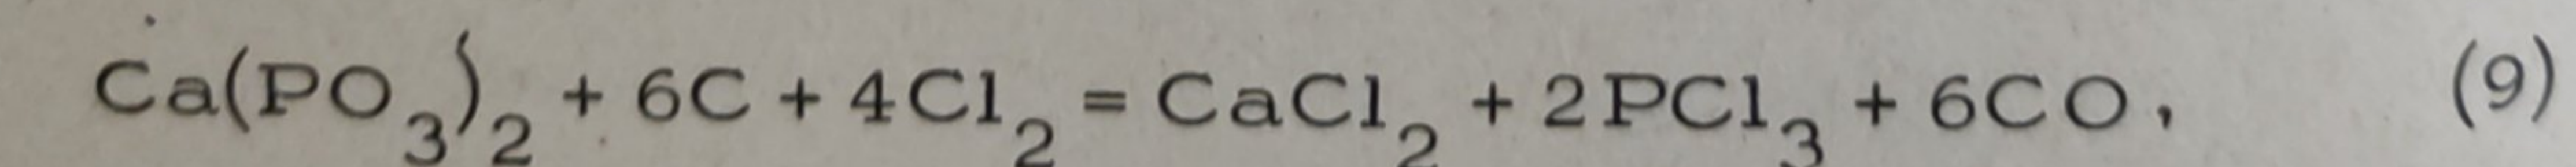 Ca(PO₃)₂ + 6C + 4Cl₂ = CaCl₂ + 2PCl₃ + 6CO, (9)